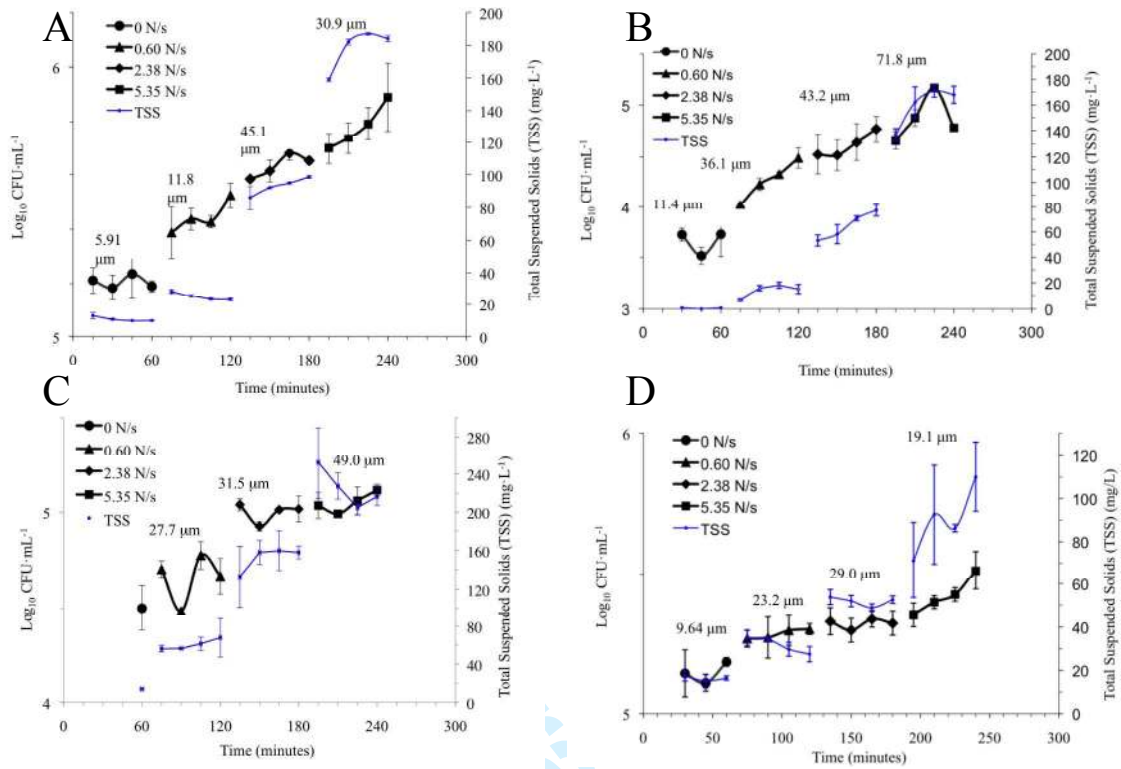 A
0 N/s
0.60 N/s
2.38 N/s
5.35 N/s
TSS
5.91
μm
11.8
μm
45.1
μm
30.9 μm
6
5
Log10 CFU·mL-1
200
180
160
140
120
100
80
60
40
20
0
Total Suspended Solids (TSS) (mg·L-1)
0 60 120 180 240 300
Time (minutes)
B
0 N/s
0.60 N/s
2.38 N/s
5.35 N/s
TSS
11.4 μm
36.1 μm
43.2 μm
71.8 μm
5
4
3
Log10 CFU·mL-1
200
180
160
140
120
100
80
60
40
20
0
Total Suspended Solids (TSS) (mg·L-1)
0 60 120 180 240 300
Time (minutes)
C
0 N/s
0.60 N/s
2.38 N/s
5.35 N/s
TSS
27.7 μm
31.5 μm
49.0 μm
5
4
Log10 CFU·mL-1
280
240
200
160
120
80
40
0
Total Suspended Solids (TSS) (mg·L-1)
0 60 120 180 240 300
Time (minutes)
D
0 N/s
0.60 N/s
2.38 N/s
5.35 N/s
TSS
9.64 μm
23.2 μm
29.0 μm
19.1 μm
6
5
Log10 CFU·mL-1
120
100
80
60
40
20
0
Total Suspended Solids (TSS) (mg/L)
0 50 100 150 200 250 300
Time (minutes)